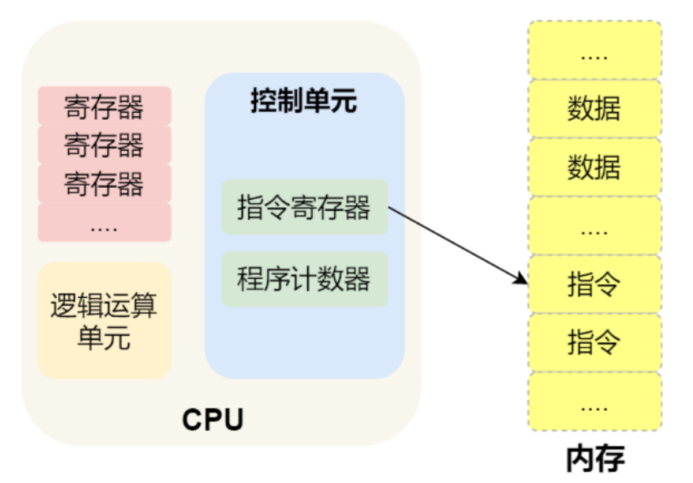 寄存器
寄存器
寄存器
....
逻辑运算
单元
控制单元
指令寄存器
程序计数器
CPU
....
数据
数据
....
指令
指令
....
内存